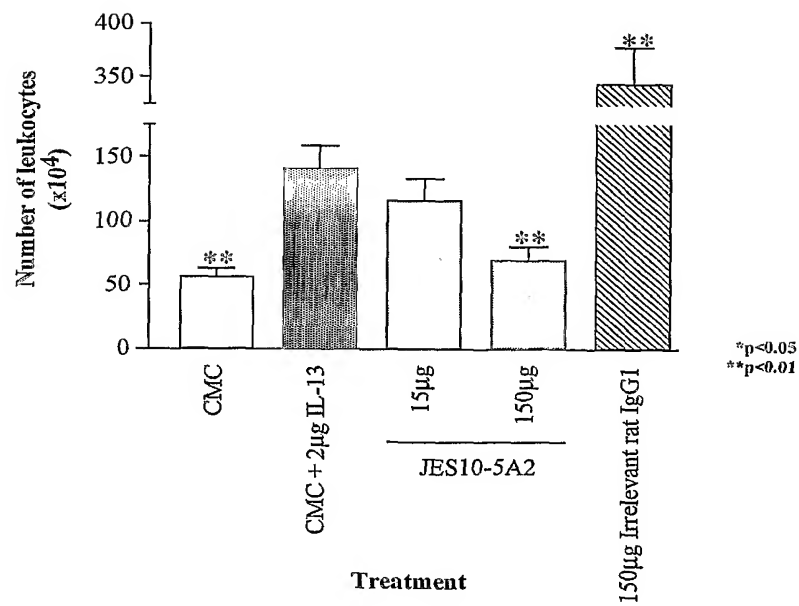 Number of leukocytes
(x10⁴)
400
350
150
100
50
0
**
**
**
CMC
CMC + 2µg IL-13
15µg
150µg
JES10-5A2
150µg Irrelevant rat IgG1
Treatment
*p<0.05
**p<0.01